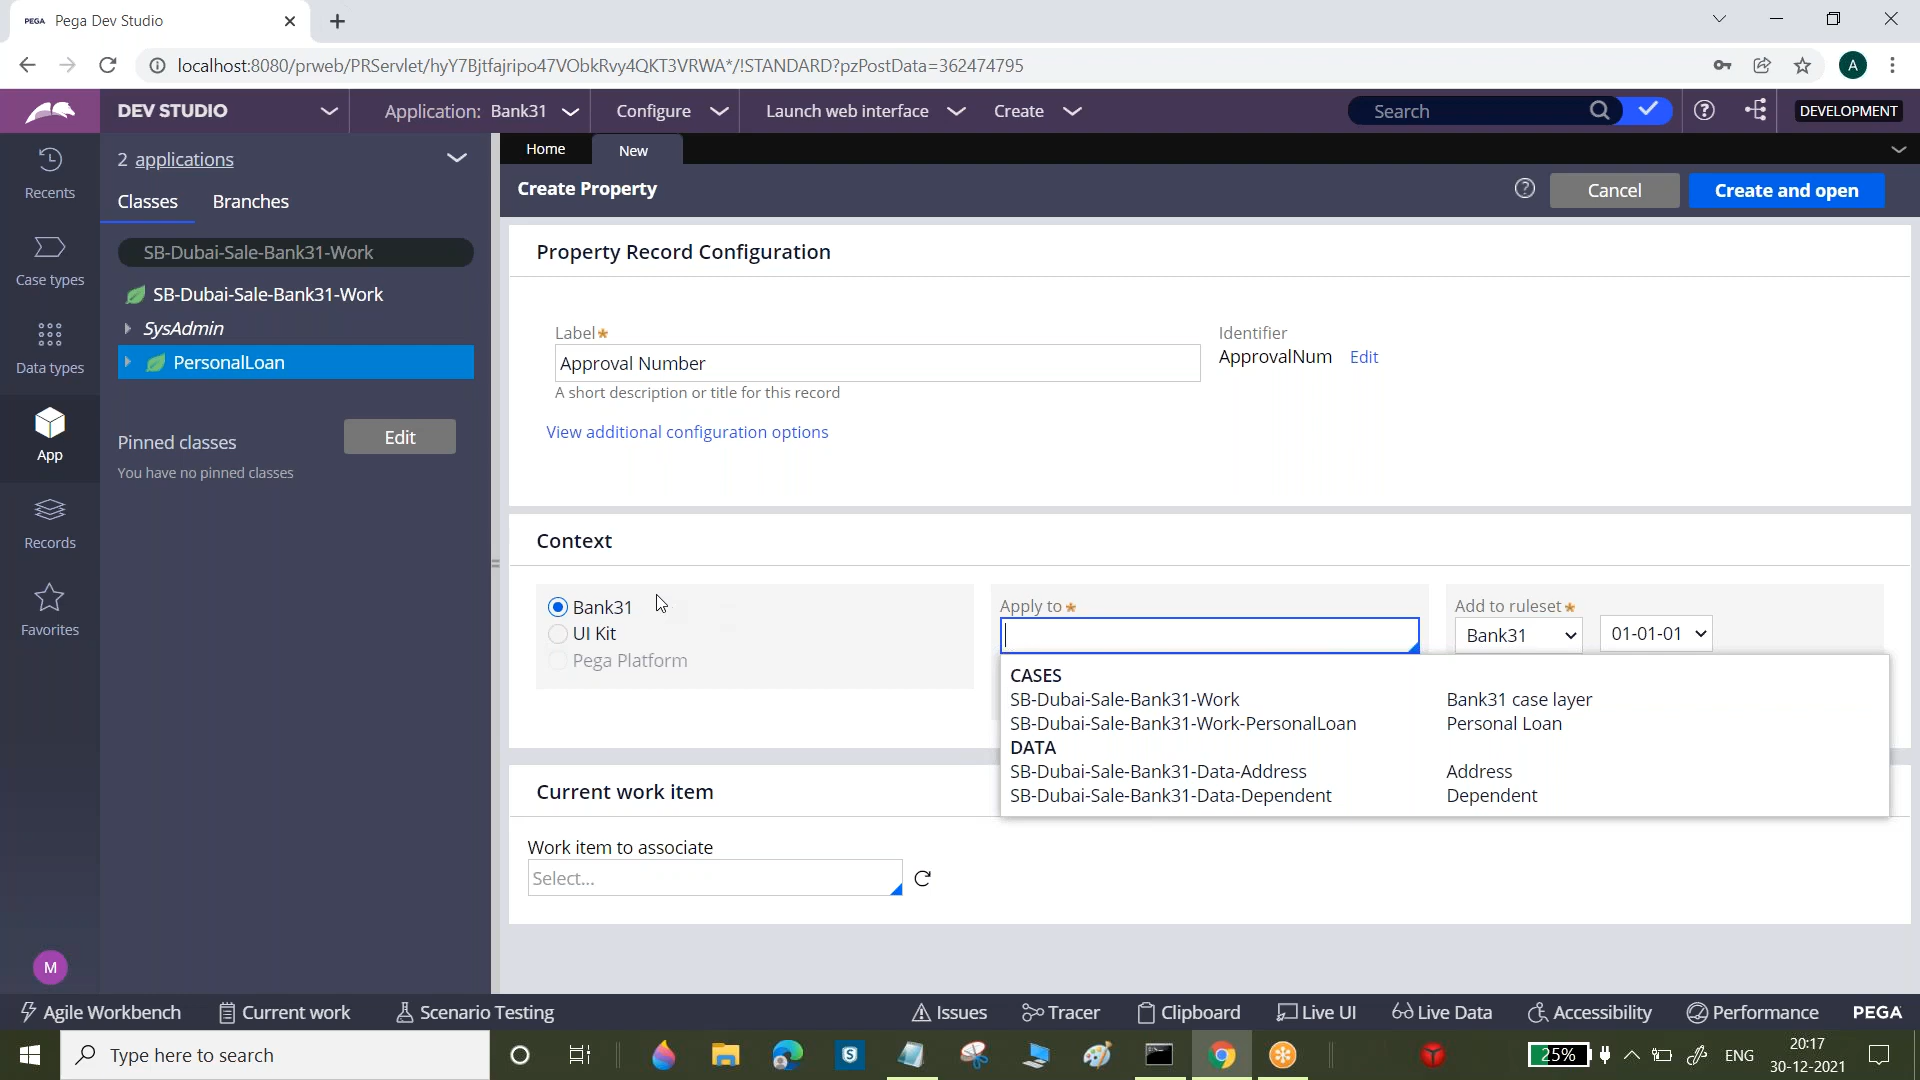 PEGA Pega Dev Studio
localhost:8080/prweb/PRServlet/hyY7Bjtfajripo47VObkRvy4QKT3VRWA*/!STANDARD?pzPostData=362474795
A
DEV STUDIO
Application: Bank31
Configure
Launch web interface
Create
Search
DEVELOPMENT
Recents
Case types
Data types
App
Records
Favorites
M
2 applications
Classes Branches
SB-Dubai-Sale-Bank31-Work
SB-Dubai-Sale-Bank31-Work
SysAdmin
PersonalLoan
Pinned classes
Edit
You have no pinned classes
Home New
Create Property
Cancel
Create and open
Property Record Configuration
Label*
Approval Number
A short description or title for this record
Identifier
ApprovalNum Edit
View additional configuration options
Context
Bank31
UI Kit
Pega Platform
Apply to *
Add to ruleset *
Bank31
01-01-01
CASES
SB-Dubai-Sale-Bank31-Work Bank31 case layer
SB-Dubai-Sale-Bank31-Work-PersonalLoan Personal Loan
DATA
SB-Dubai-Sale-Bank31-Data-Address Address
SB-Dubai-Sale-Bank31-Data-Dependent Dependent
Current work item
Work item to associate
Select...
Agile Workbench Current work Scenario Testing Issues Tracer Clipboard Live UI Live Data Accessibility Performance PEGA
Type here to search
25%
ENG
20:17
30-12-2021